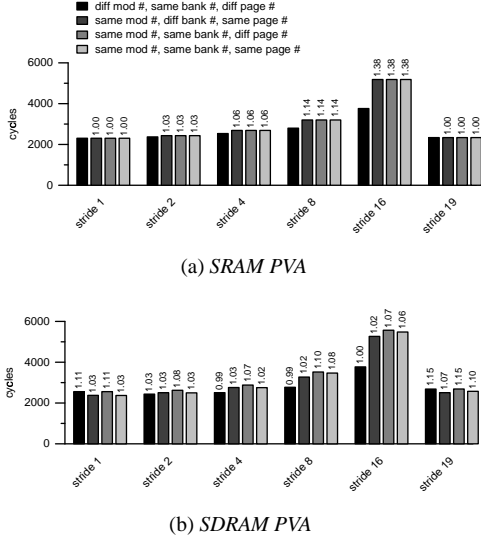 diff mod #, same bank #, diff page #
same mod #, diff bank #, same page #
same mod #, same bank #, diff page #
same mod #, same bank #, same page #
6000
4000
2000
0
cycles
1.00 1.00 1.00
1.03 1.03 1.03
1.06 1.06 1.06
1.14 1.14 1.14
1.38 1.38 1.38
1.00 1.00 1.00
stride 1 stride 2 stride 4 stride 8 stride 16 stride 19
(a) SRAM PVA
6000
4000
2000
0
cycles
1.11 1.03 1.11 1.03
1.03 1.03 1.08 1.03
0.99 1.03 1.07 1.02
0.99 1.02 1.10 1.08
1.00 1.02 1.07 1.06
1.15 1.07 1.15 1.10
stride 1 stride 2 stride 4 stride 8 stride 16 stride 19
(b) SDRAM PVA